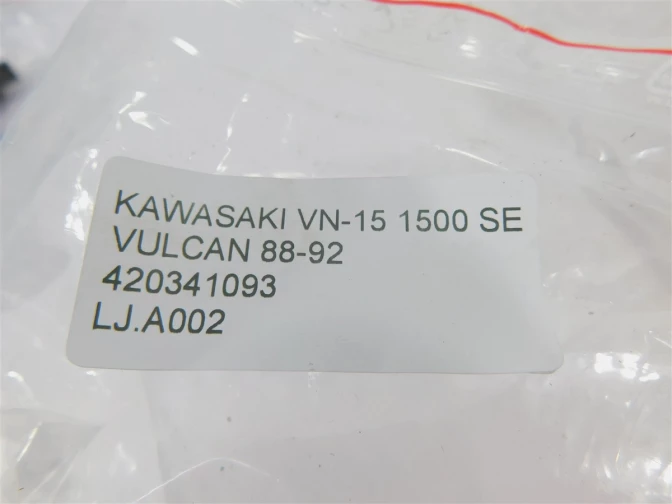 KAWASAKI VN-15 1500 SE
VULCAN 88-92
420341093
LJ.A002